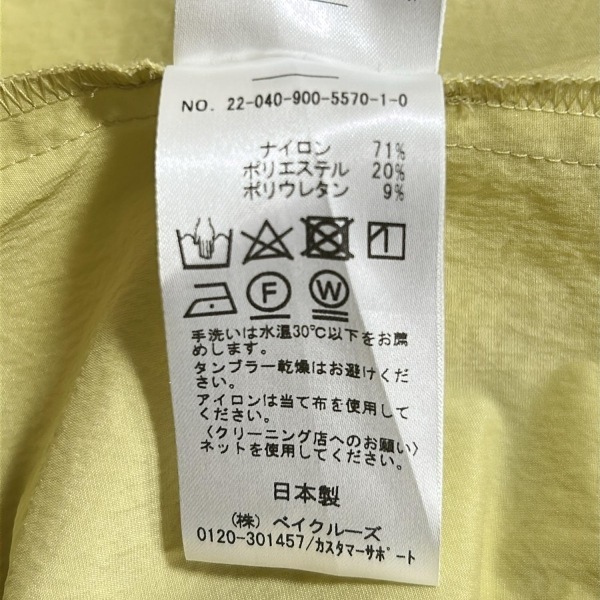 NO. 22-040-900-5570-1-0
ナイロン 71%
ポリエステル 20%
ポリウレタン 9%
F W
手洗いは水温30℃以下をお薦
めします。
タンブラー乾燥はお避けくだ
さい。
アイロンは当て布を使用して
ください。
〈クリーニング店へのお願い〉
ネットを使用してください。
日本製
(株) ベイクルーズ
0120-301457/カスタマーサポート